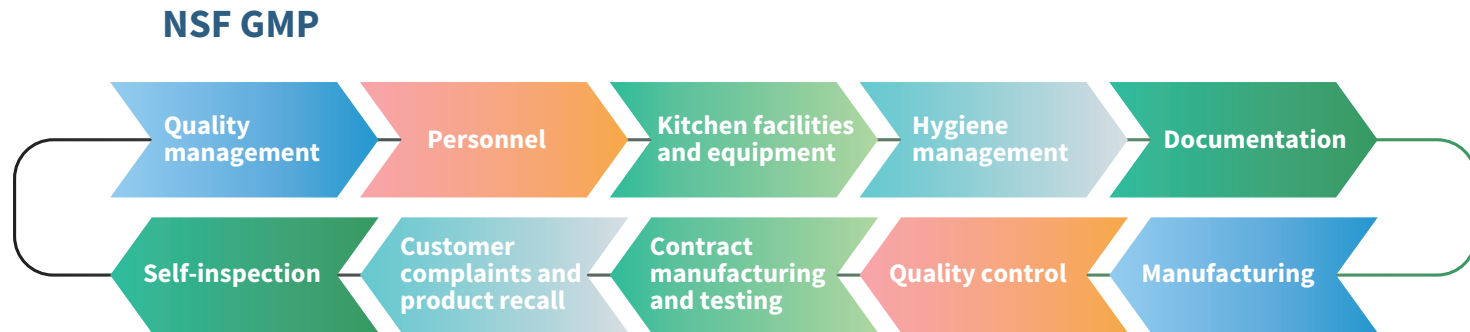 NSF GMP
Quality
management
Personnel
Kitchen facilities
and equipment
Hygiene
management
Documentation
Manufacturing
Quality control
Contract
manufacturing
and testing
Customer
complaints and
product recall
Self-inspection